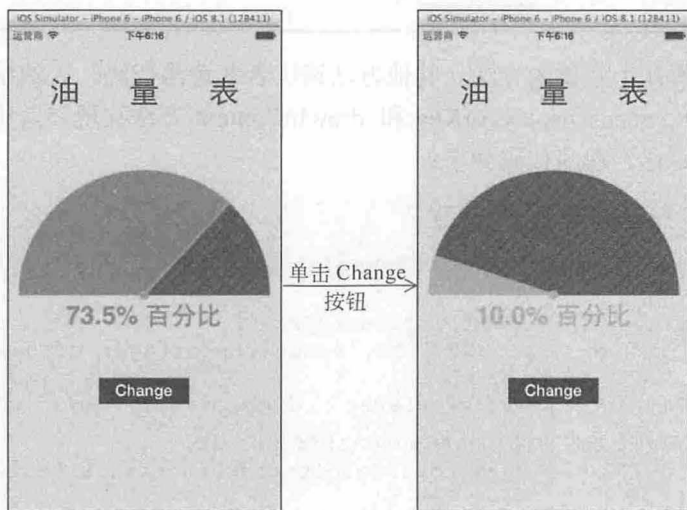 iOS Simulator – iPhone 6 – iPhone 6 / iOS 8.1 (12B411)
运营商 下午6:16
油 量 表
73.5% 百分比
Change
单击 Change
按钮
iOS Simulator – iPhone 6 – iPhone 6 / iOS 8.1 (12B411)
运营商 下午6:16
油 量 表
10.0% 百分比
Change